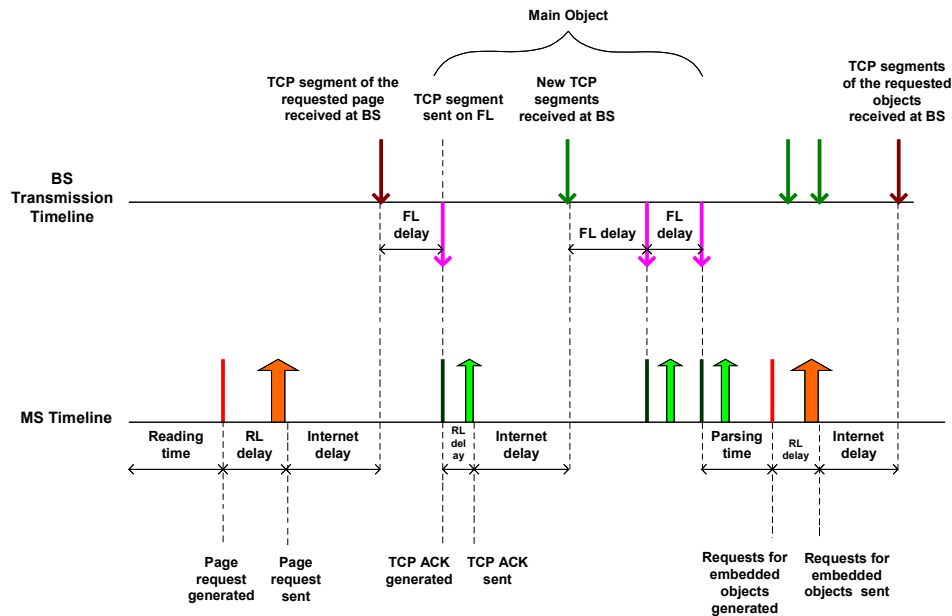 Main Object
TCP segment of the
requested page
received at BS
TCP segment
sent on FL
New TCP
segments
received at BS
TCP segments
of the requested
objects
received at BS
BS
Transmission
Timeline
FL
delay
FL delay
FL
delay
MS Timeline
Reading
time
RL
delay
Internet
delay
RL
del
ay
Internet
delay
Parsing
time
RL
delay
Internet
delay
Page
request
generated
Page
request
sent
TCP ACK
generated
TCP ACK
sent
Requests for
embedded
objects
generated
Requests for
embedded
objects sent